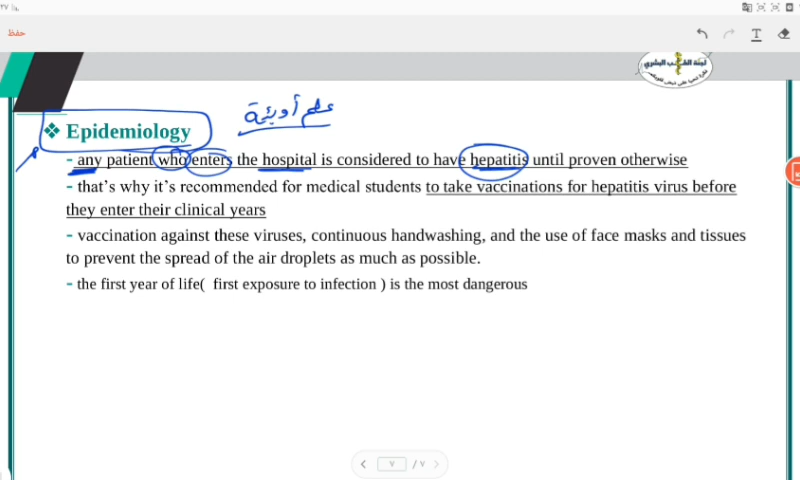 حفظ
لجنة الطب البشري
علم أوبئة
❖ Epidemiology
- any patient who enters the hospital is considered to have hepatitis until proven otherwise
- that's why it's recommended for medical students to take vaccinations for hepatitis virus before
they enter their clinical years
- vaccination against these viruses, continuous handwashing, and the use of face masks and tissues
to prevent the spread of the air droplets as much as possible.
- the first year of life( first exposure to infection ) is the most dangerous
٧ / ٧